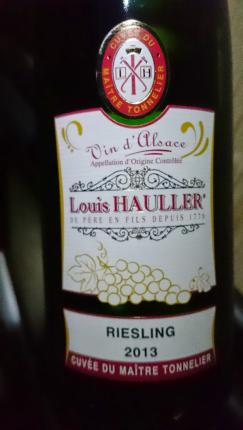 CUVÉE DU
L H
MAÎTRE TONNELIER
Vin d'Alsace
Appellation d'Origine Contrôlée
Louis HAULLER
DE PÈRE EN FILS DEPUIS 1776
RIESLING
2013
CUVÉE DU MAÎTRE TONNELIER